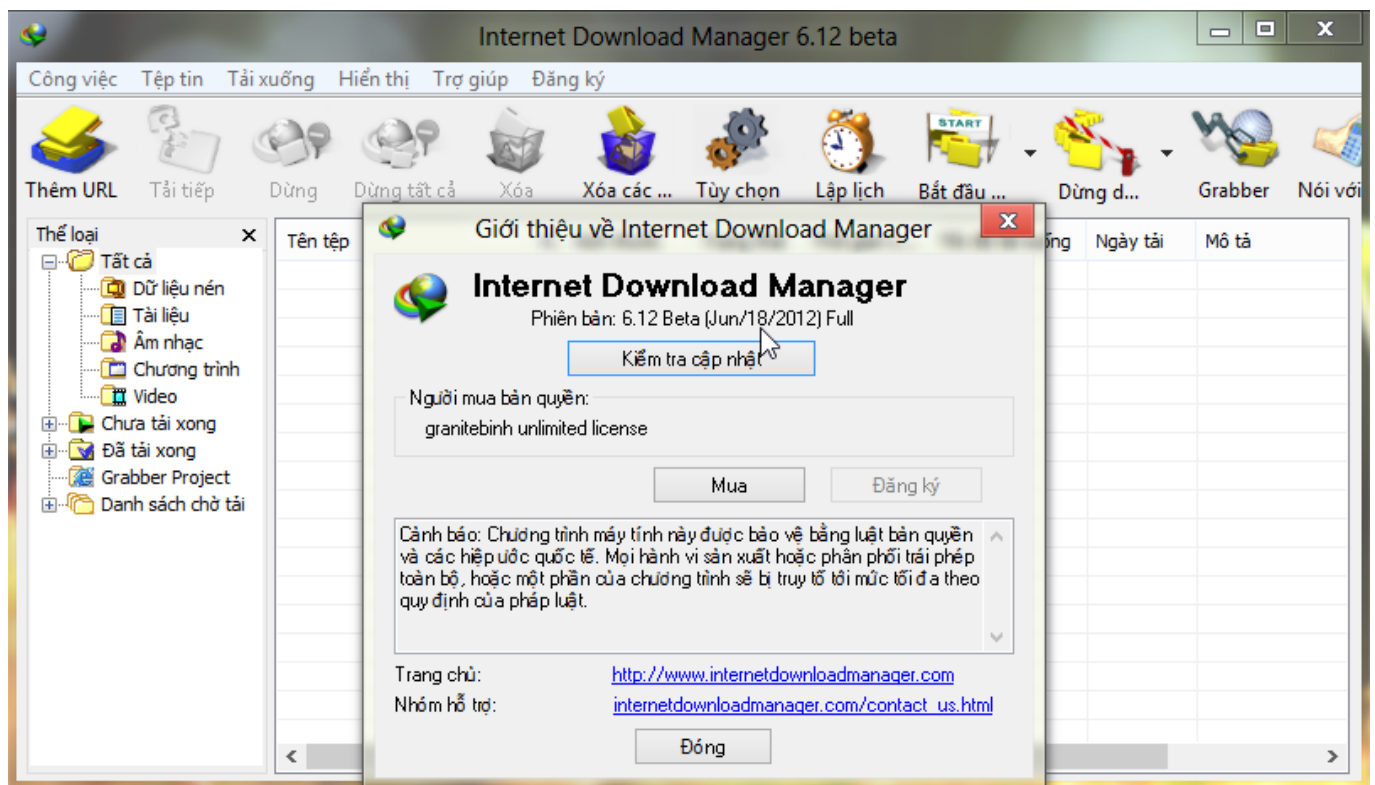 Internet Download Manager 6.12 beta
Công việc Tệp tin Tải xuống Hiển thị Trợ giúp Đăng ký
START
Thêm URL Tải tiếp Dừng Dừng tất cả Xóa Xóa các ... Tùy chọn Lập lịch Bắt đầu ... Dừng d... Grabber Nói với
Thể loại
Tất cả
Dữ liệu nén
Tài liệu
Âm nhạc
Chương trình
Video
Chưa tải xong
Đã tải xong
Grabber Project
Danh sách chờ tải
Tên tệp Ngày tải Mô tả
Giới thiệu về Internet Download Manager
Internet Download Manager
Phiên bản: 6.12 Beta (Jun/18/2012) Full
Kiểm tra cập nhật
Người mua bản quyền:
granitebinh unlimited license
Mua Đăng ký
Cảnh báo: Chương trình máy tính này được bảo vệ bằng luật bản quyền
và các hiệp ước quốc tế. Mọi hành vi sản xuất hoặc phân phối trái phép
toàn bộ, hoặc một phần của chương trình sẽ bị truy tố tới mức tối đa theo
quy định của pháp luật.
Trang chủ: http://www.internetdownloadmanager.com
Nhóm hỗ trợ: internetdownloadmanager.com/contact_us.html
Đóng